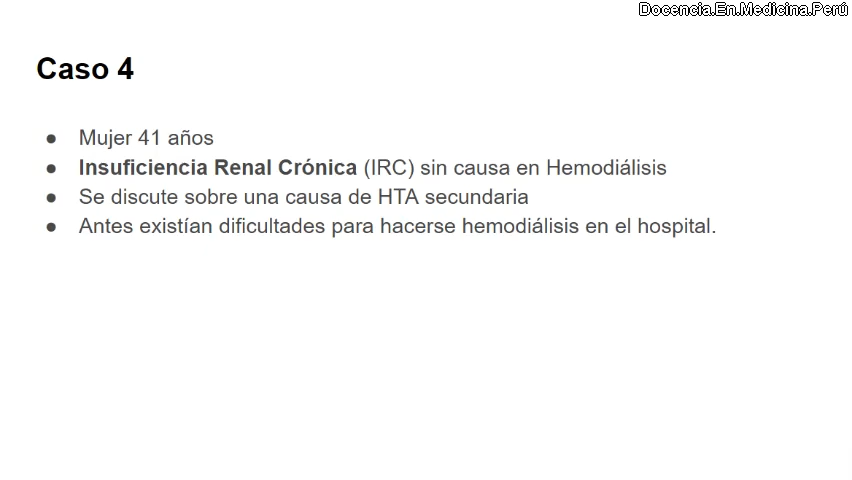 Docencia.En.Medicina.Perú
Caso 4
● Mujer 41 años
● Insuficiencia Renal Crónica (IRC) sin causa en Hemodiálisis
● Se discute sobre una causa de HTA secundaria
● Antes existían dificultades para hacerse hemodiálisis en el hospital.